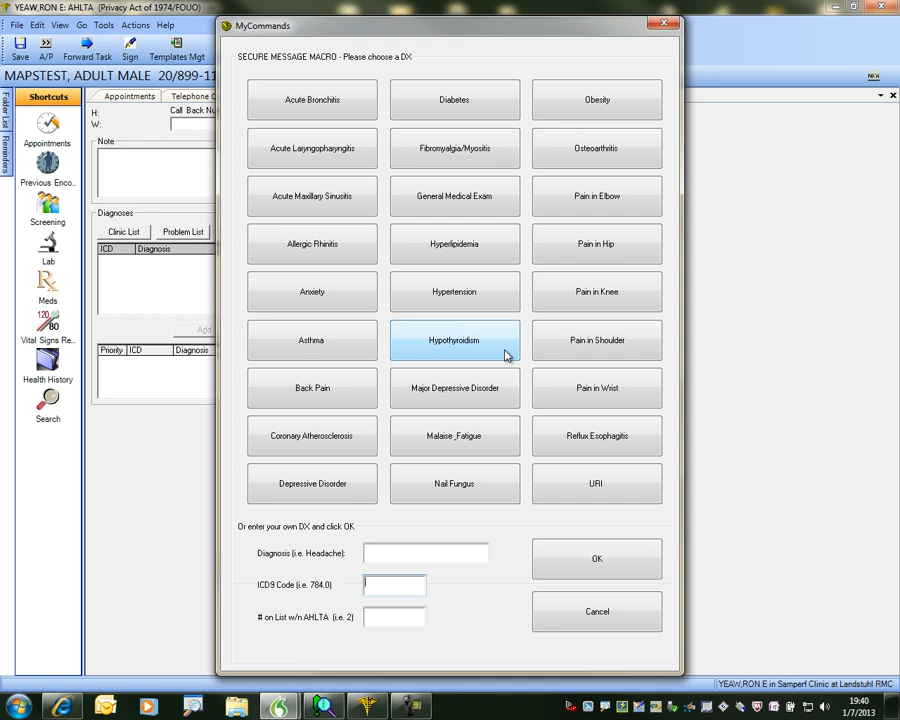 YEAW,RON E: AHLTA   (Privacy Act of 1974/FOUO)
File Edit View Go Tools Actions Help
Save A/P Forward Task Sign Templates Mgt
MAPSTEST, ADULT MALE 20/899-11
Folder List
Reminders
Shortcuts
Appointments
Previous Enco...
Screening
Lab
Meds
120
80
Vital Signs Re...
Health History
Search
Appointments
Telephone C
H:
Call Back Nu
W:
Note
Diagnoses
Clinic List
Problem List
ICD Diagnosis
Add
Priority ICD Diagnosis
MyCommands
SECURE MESSAGE MACRO - Please choose a DX
Acute Bronchitis Diabetes Obesity
Acute Laryngopharyngitis Fibromyalgia/Myositis Osteoarthritis
Acute Maxillary Sinusitis General Medical Exam Pain in Elbow
Allergic Rhinitis Hyperlipidemia Pain in Hip
Anxiety Hypertension Pain in Knee
Asthma Hypothyroidism Pain in Shoulder
Back Pain Major Depressive Disorder Pain in Wrist
Coronary Atherosclerosis Malaise_Fatigue Reflux Esophagitis
Depressive Disorder Nail Fungus URI
Or enter your own DX and click OK
Diagnosis (i.e. Headache):
ICD9 Code (i.e. 784.0)
# on List w/n AHLTA (i.e. 2)
OK
Cancel
YEAW,RON E in Samperf Clinic at Landstuhl RMC
19:40
1/7/2013